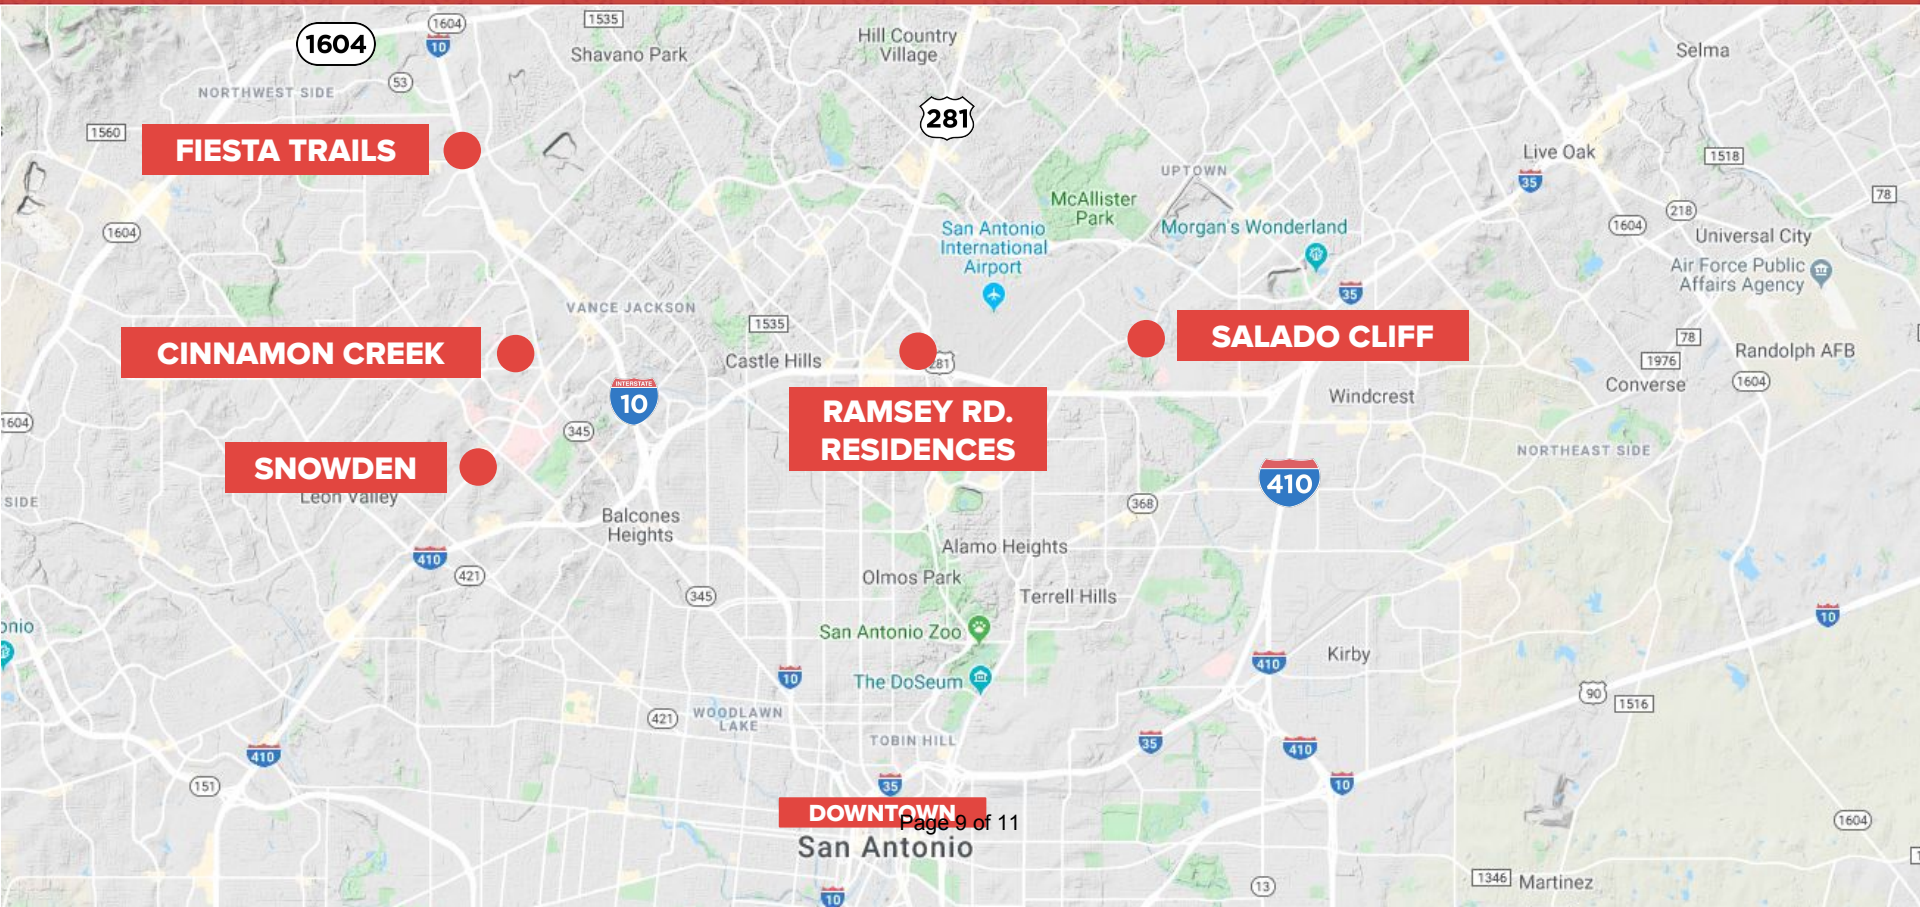 1604
1535
1604
10
Shavano Park
Hill Country
Village
Selma
1604
53
NORTHWEST SIDE
281
1560
FIESTA TRAILS
Live Oak
1518
UPTOWN
35
78
McAllister
Park
218
1604
1604
San Antonio
International
Airport
Morgan's Wonderland
Universal City
Air Force Public
Affairs Agency
35
VANCE JACKSON
1535
CINNAMON CREEK
Castle Hills
281
SALADO CLIFF
78
1976
Randolph AFB
Converse
1604
INTERSTATE
10
Windcrest
RAMSEY RD.
RESIDENCES
1604
345
NORTHEAST SIDE
SNOWDEN
Leon Valley
410
SIDE
368
Balcones
Heights
410
421
Alamo Heights
Olmos Park
345
Terrell Hills
onio
San Antonio Zoo
10
410
Kirby
10
The DoSeum
90
1516
421
WOODLAWN
LAKE
TOBIN HILL
35
410
410
10
151
35
DOWNTOWN
Page 9 of 11
1604
San Antonio
10
13
1346
Martinez